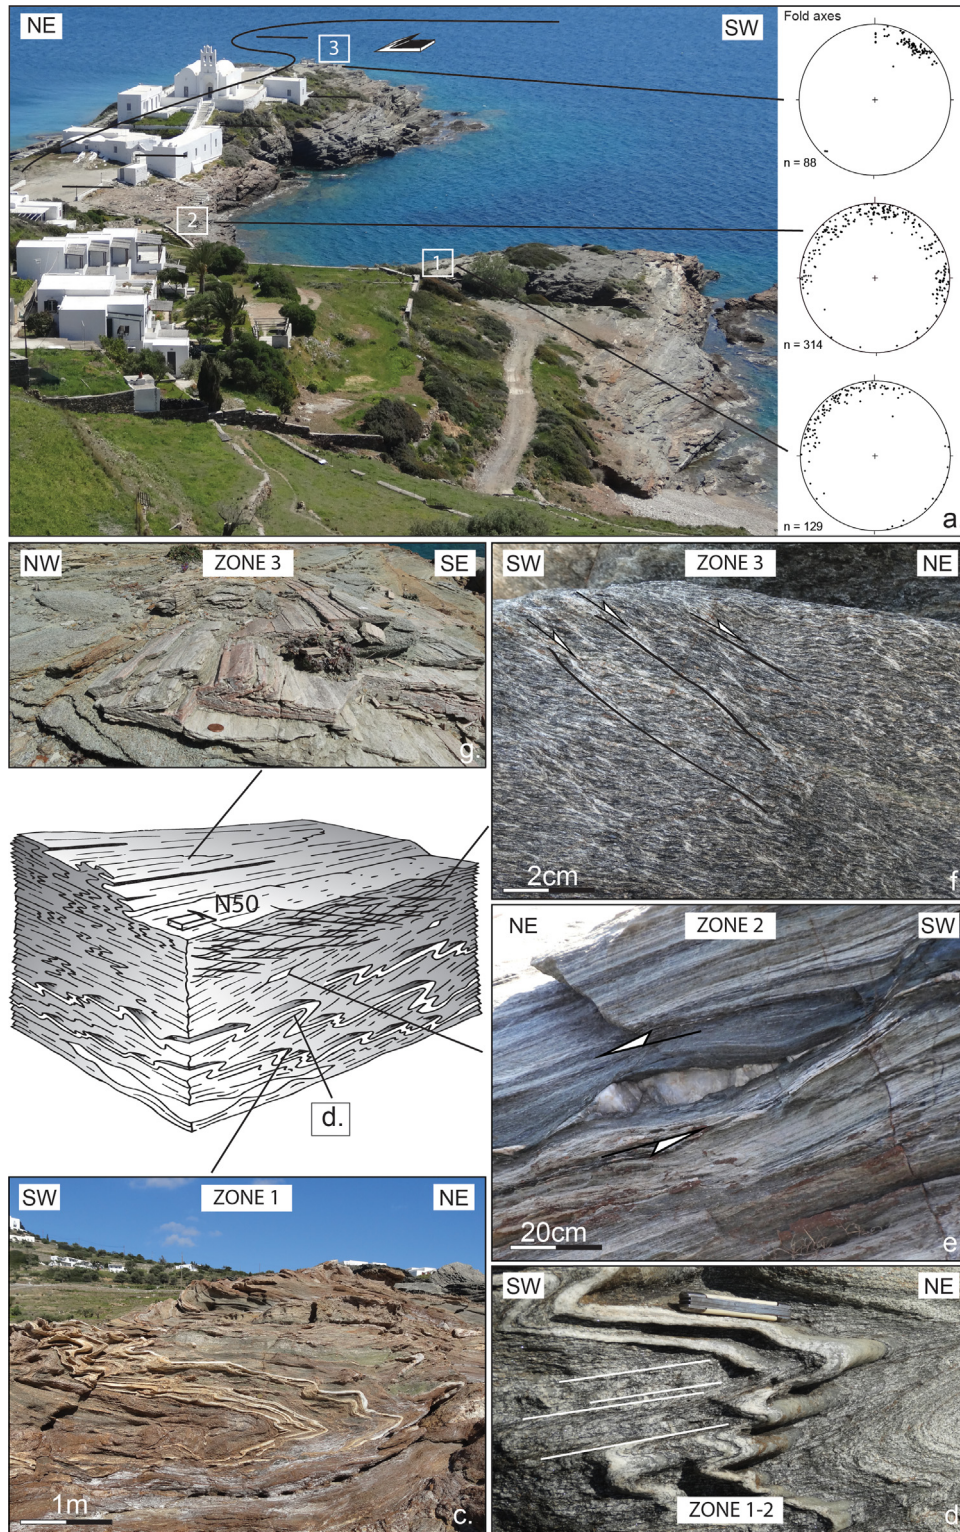 NE
SW
Fold axes
3
n = 88
2
1
n = 314
n = 129
a
NW
ZONE 3
SE
g.
SW
ZONE 3
NE
2cm
f
N50
d.
NE
ZONE 2
SW
20cm
e
SW
ZONE 1
NE
1m
c.
SW
NE
ZONE 1-2
d